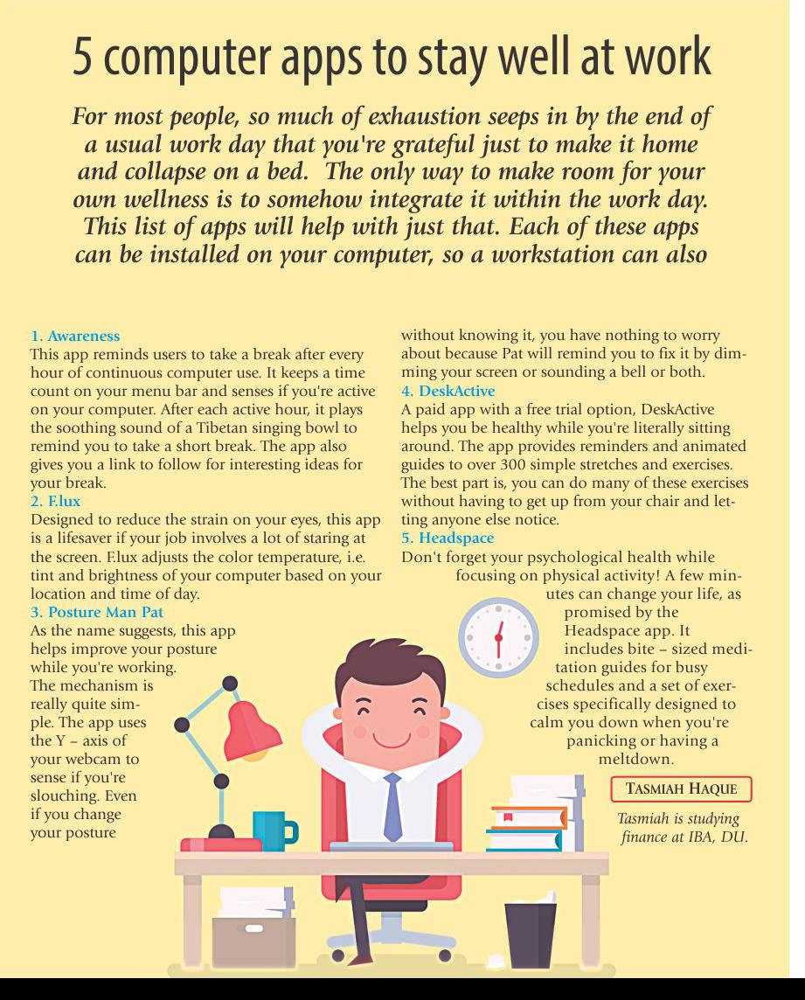 5 computer apps to stay well at work
For most people, so much of exhaustion seeps in by the end of
a usual work day that you're grateful just to make it home
and collapse on a bed. The only way to make room for your
own wellness is to somehow integrate it within the work day.
This list of apps will help with just that. Each of these apps
can be installed on your computer, so a workstation can also
1. Awareness
This app reminds users to take a break after every
hour of continuous computer use. It keeps a time
count on your menu bar and senses if you're active
on your computer. After each active hour, it plays
the soothing sound of a Tibetan singing bowl to
remind you to take a short break. The app also
gives you a link to follow for interesting ideas for
your break.
2. F.lux
Designed to reduce the strain on your eyes, this app
is a lifesaver if your job involves a lot of staring at
the screen. F.lux adjusts the color temperature, i.e.
tint and brightness of your computer based on your
location and time of day.
3. Posture Man Pat
As the name suggests, this app
helps improve your posture
while you're working.
The mechanism is
really quite sim-
ple. The app uses
the Y – axis of
your webcam to
sense if you're
slouching. Even
if you change
your posture
without knowing it, you have nothing to worry
about because Pat will remind you to fix it by dim-
ming your screen or sounding a bell or both.
4. DeskActive
A paid app with a free trial option, DeskActive
helps you be healthy while you're literally sitting
around. The app provides reminders and animated
guides to over 300 simple stretches and exercises.
The best part is, you can do many of these exercises
without having to get up from your chair and let-
ting anyone else notice.
5. Headspace
Don't forget your psychological health while
focusing on physical activity! A few min-
utes can change your life, as
promised by the
Headspace app. It
includes bite – sized medi-
tation guides for busy
schedules and a set of exer-
cises specifically designed to
calm you down when you're
panicking or having a
meltdown.
TASMIAH HAQUE
Tasmiah is studying
finance at IBA, DU.